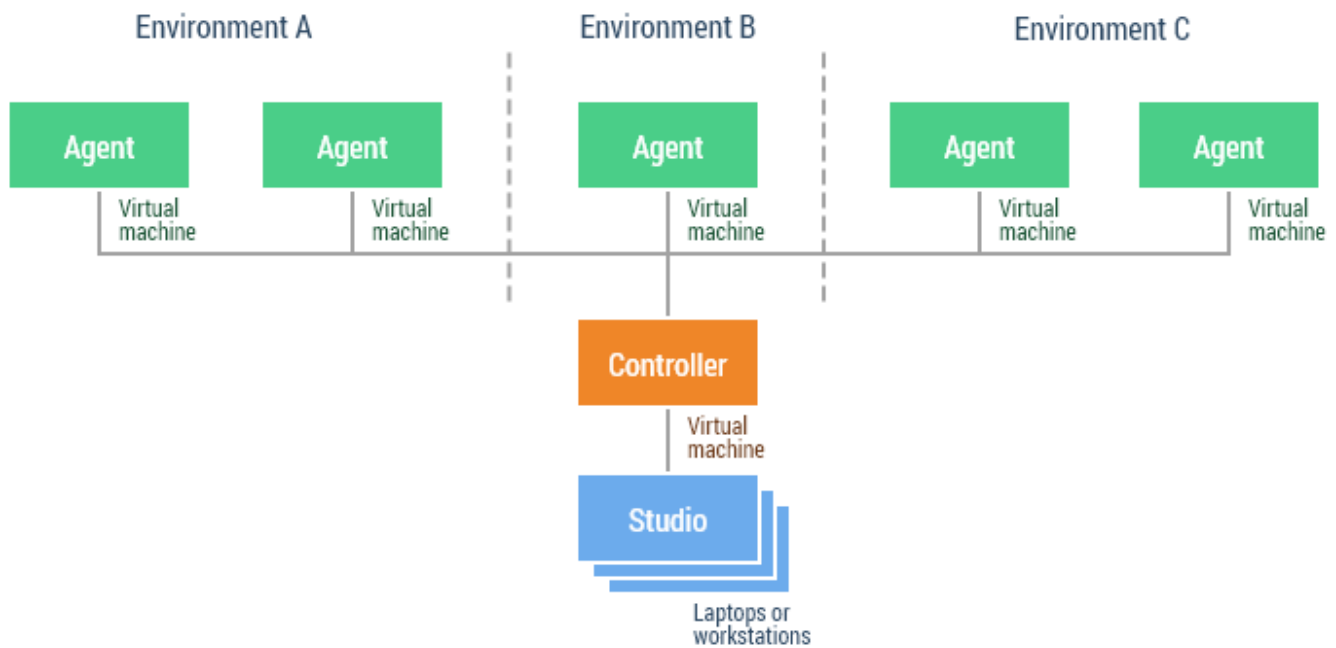 Environment A
Environment B
Environment C
Agent
Agent
Agent
Agent
Agent
Virtual
machine
Virtual
machine
Virtual
machine
Virtual
machine
Virtual
machine
Controller
Virtual
machine
Studio
Laptops or
workstations